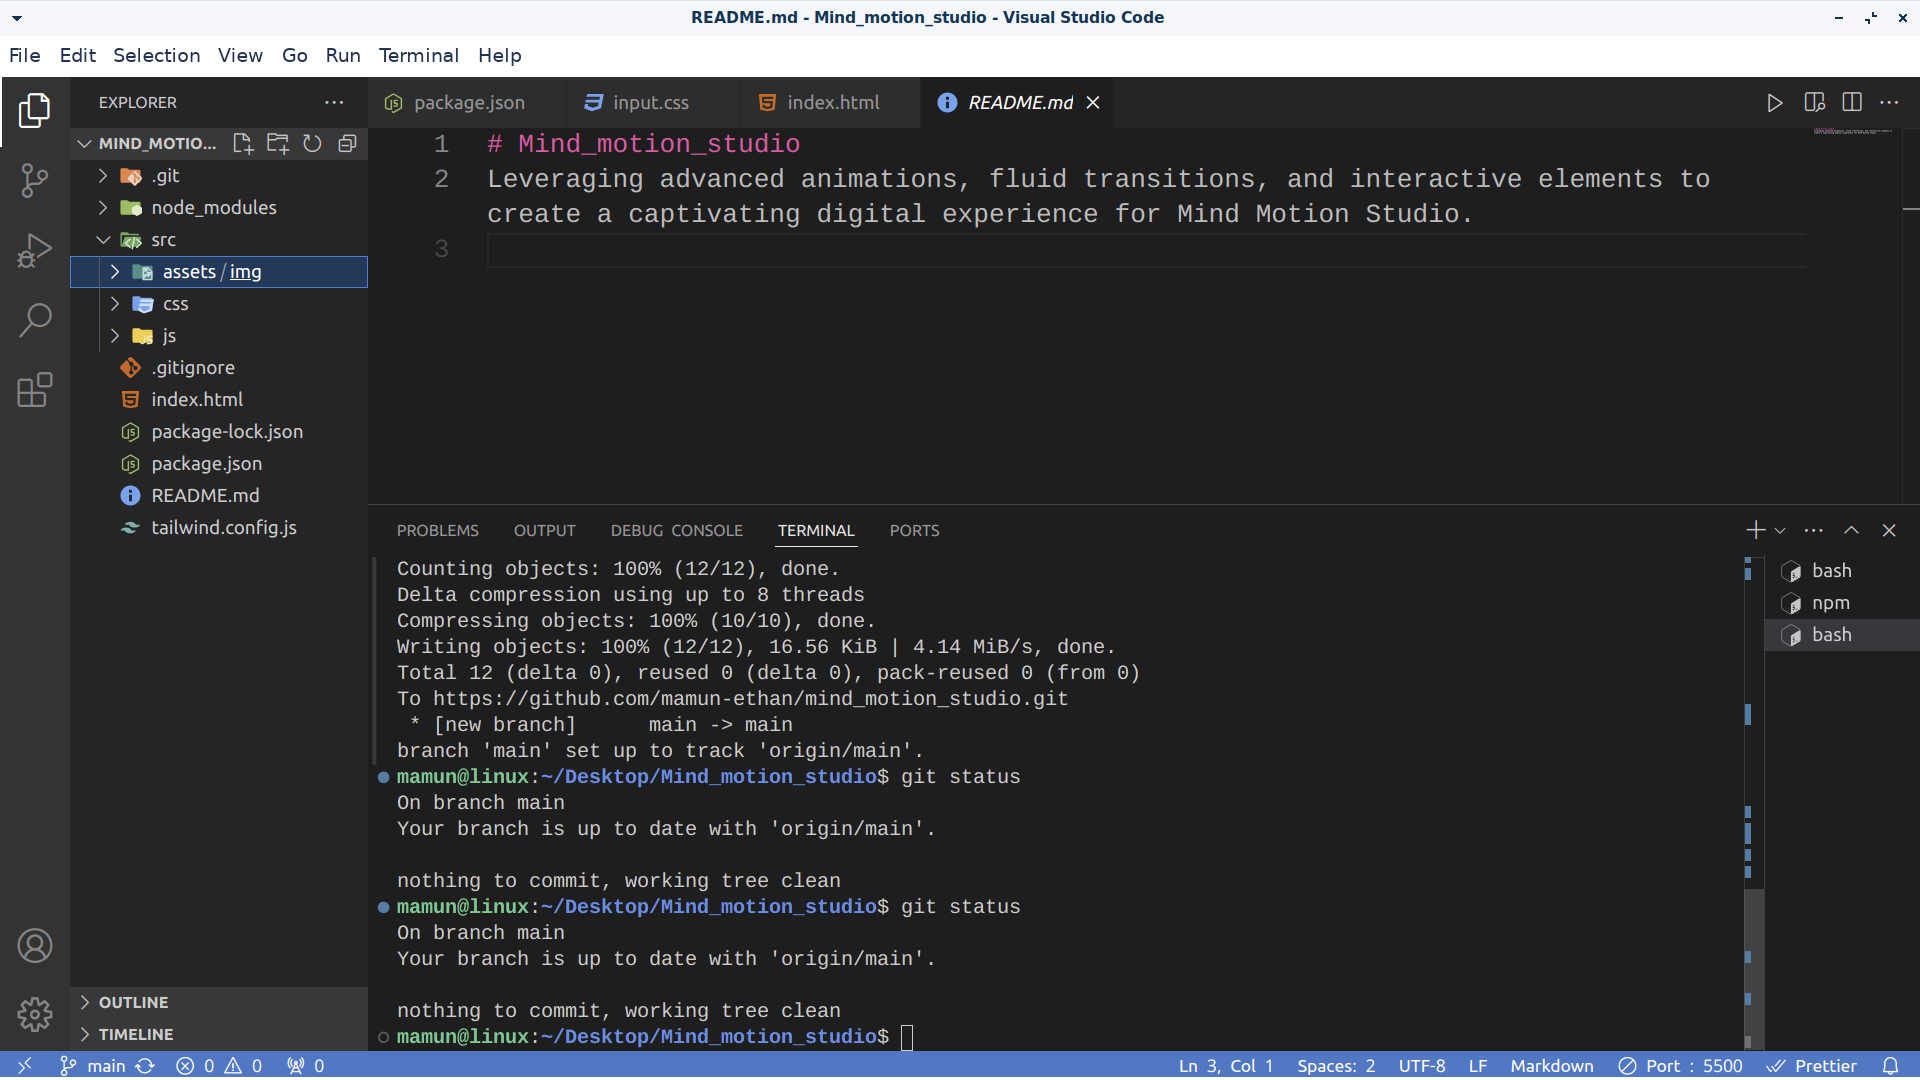 README.md - Mind_motion_studio - Visual Studio Code
File Edit Selection View Go Run Terminal Help
EXPLORER
MIND_MOTIO...
.git
node_modules
src
assets / img
css
js
.gitignore
index.html
package-lock.json
package.json
README.md
tailwind.config.js
OUTLINE
TIMELINE
package.json input.css index.html README.md
1 # Mind_motion_studio
2 Leveraging advanced animations, fluid transitions, and interactive elements to
create a captivating digital experience for Mind Motion Studio.
3
PROBLEMS OUTPUT DEBUG CONSOLE TERMINAL PORTS
Counting objects: 100% (12/12), done.
Delta compression using up to 8 threads
Compressing objects: 100% (10/10), done.
Writing objects: 100% (12/12), 16.56 KiB | 4.14 MiB/s, done.
Total 12 (delta 0), reused 0 (delta 0), pack-reused 0 (from 0)
To https://github.com/mamun-ethan/mind_motion_studio.git
* [new branch] main -> main
branch 'main' set up to track 'origin/main'.
mamun@linux:~/Desktop/Mind_motion_studio$ git status
On branch main
Your branch is up to date with 'origin/main'.
nothing to commit, working tree clean
mamun@linux:~/Desktop/Mind_motion_studio$ git status
On branch main
Your branch is up to date with 'origin/main'.
nothing to commit, working tree clean
mamun@linux:~/Desktop/Mind_motion_studio$
bash
npm
bash
main 0 0 0 Ln 3, Col 1 Spaces: 2 UTF-8 LF Markdown Port : 5500 Prettier